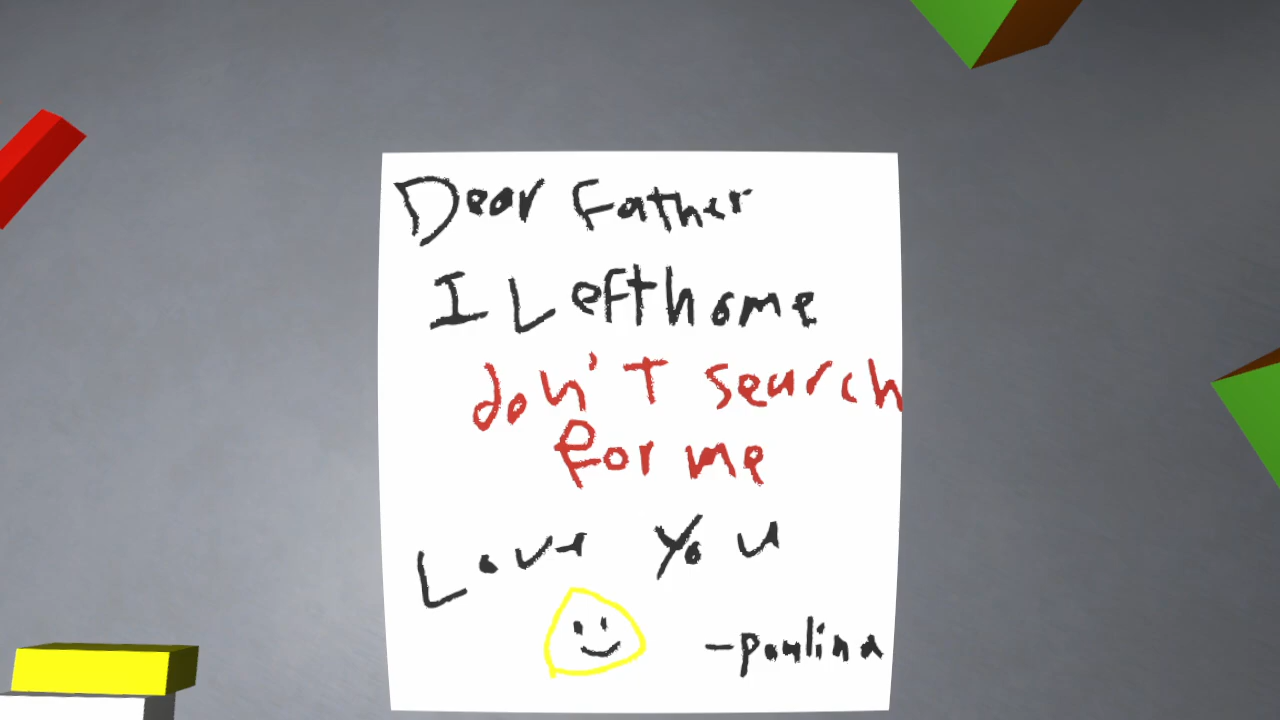 Dear Father
I Left home
don't search
for me
Love you
-paulina